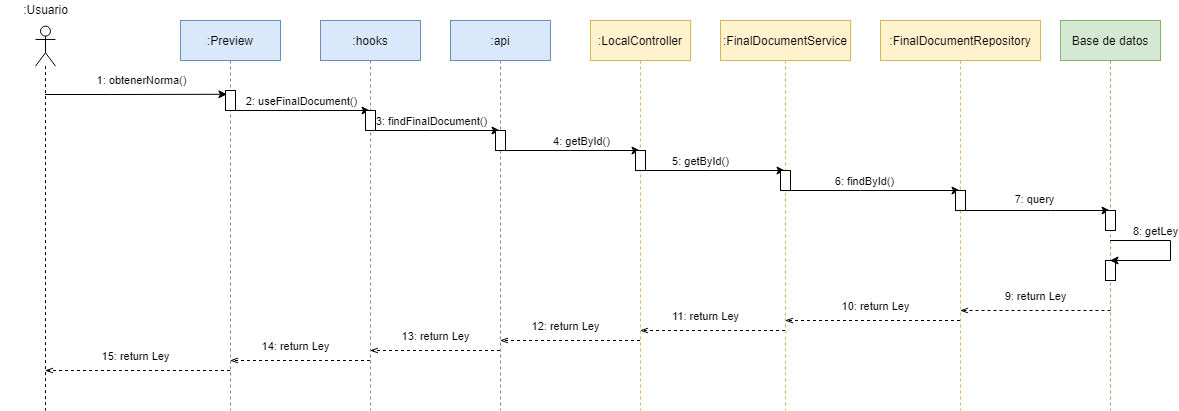 :Usuario
:Preview
:hooks
:api
:LocalController
:FinalDocumentService
:FinalDocumentRepository
Base de datos
1: obtenerNorma()
2: useFinalDocument()
3: findFinalDocument()
4: getById()
5: getById()
6: findById()
7: query
8: getLey
9: return Ley
10: return Ley
11: return Ley
12: return Ley
13: return Ley
14: return Ley
15: return Ley